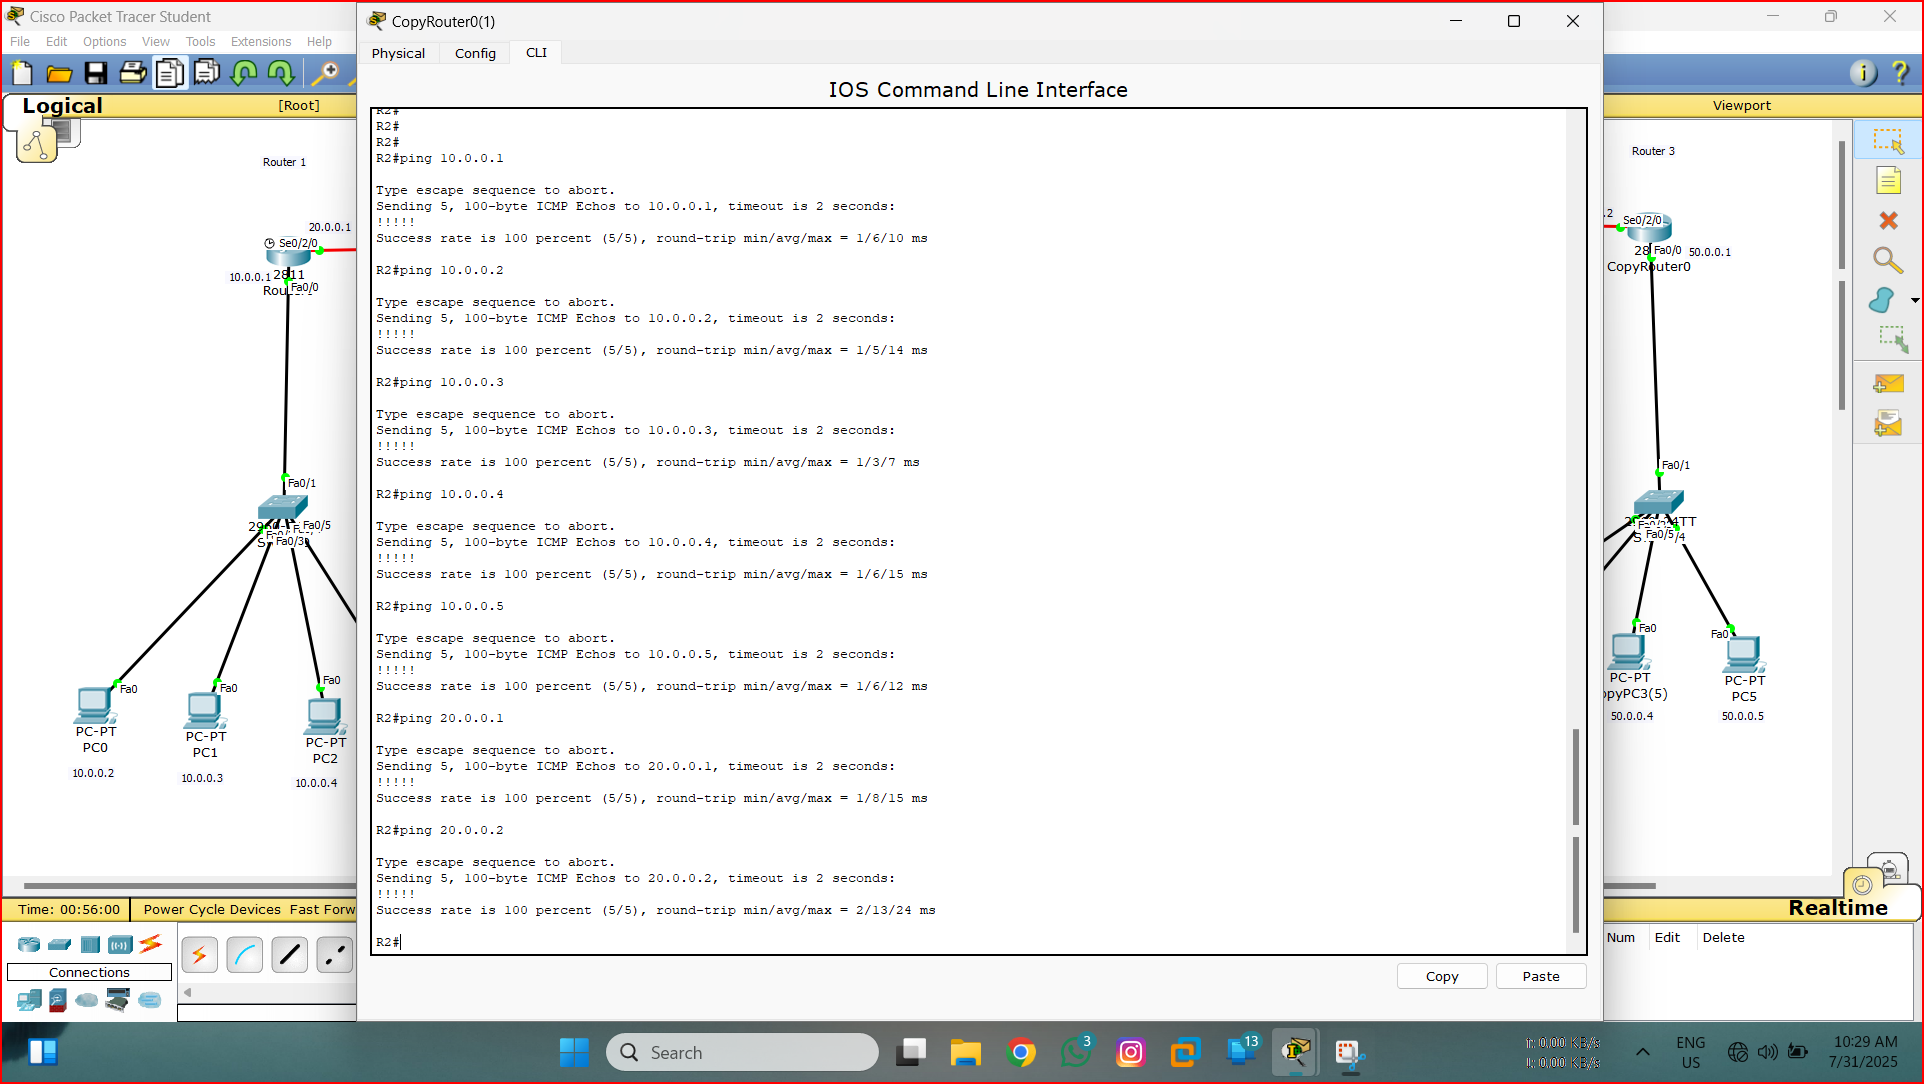 Cisco Packet Tracer Student
File Edit Options View Tools Extensions Help
Logical
[Root]
Viewport
Router 1
20.0.0.1
Se0/2/0
10.0.0.1
2811
Fa0/0
Fa0/1
Fa0/5
Fa0/3
Fa0
Fa0
Fa0
PC-PT
PC0
10.0.0.2
PC-PT
PC1
10.0.0.3
PC-PT
PC2
10.0.0.4
Time: 00:56:00
Power Cycle Devices Fast Forw
Connections
CopyRouter0(1)
Physical Config CLI
IOS Command Line Interface
R2#
R2#
R2#
R2#ping 10.0.0.1
Type escape sequence to abort.
Sending 5, 100-byte ICMP Echos to 10.0.0.1, timeout is 2 seconds:
!!!!!
Success rate is 100 percent (5/5), round-trip min/avg/max = 1/6/10 ms
R2#ping 10.0.0.2
Type escape sequence to abort.
Sending 5, 100-byte ICMP Echos to 10.0.0.2, timeout is 2 seconds:
!!!!!
Success rate is 100 percent (5/5), round-trip min/avg/max = 1/5/14 ms
R2#ping 10.0.0.3
Type escape sequence to abort.
Sending 5, 100-byte ICMP Echos to 10.0.0.3, timeout is 2 seconds:
!!!!!
Success rate is 100 percent (5/5), round-trip min/avg/max = 1/3/7 ms
R2#ping 10.0.0.4
Type escape sequence to abort.
Sending 5, 100-byte ICMP Echos to 10.0.0.4, timeout is 2 seconds:
!!!!!
Success rate is 100 percent (5/5), round-trip min/avg/max = 1/6/15 ms
R2#ping 10.0.0.5
Type escape sequence to abort.
Sending 5, 100-byte ICMP Echos to 10.0.0.5, timeout is 2 seconds:
!!!!!
Success rate is 100 percent (5/5), round-trip min/avg/max = 1/6/12 ms
R2#ping 20.0.0.1
Type escape sequence to abort.
Sending 5, 100-byte ICMP Echos to 20.0.0.1, timeout is 2 seconds:
!!!!!
Success rate is 100 percent (5/5), round-trip min/avg/max = 1/8/15 ms
R2#ping 20.0.0.2
Type escape sequence to abort.
Sending 5, 100-byte ICMP Echos to 20.0.0.2, timeout is 2 seconds:
!!!!!
Success rate is 100 percent (5/5), round-trip min/avg/max = 2/13/24 ms
R2#
Copy Paste
Router 3
.2
Se0/2/0
28
Fa0/0
50.0.0.1
CopyRouter0
Fa0/1
Fa0/5
Fa0
Fa0
PC-PT
opyPC3(5)
50.0.0.4
PC-PT
PC5
50.0.0.5
Realtime
Num Edit Delete
Search
3
13
ENG
US
10:29 AM
7/31/2025